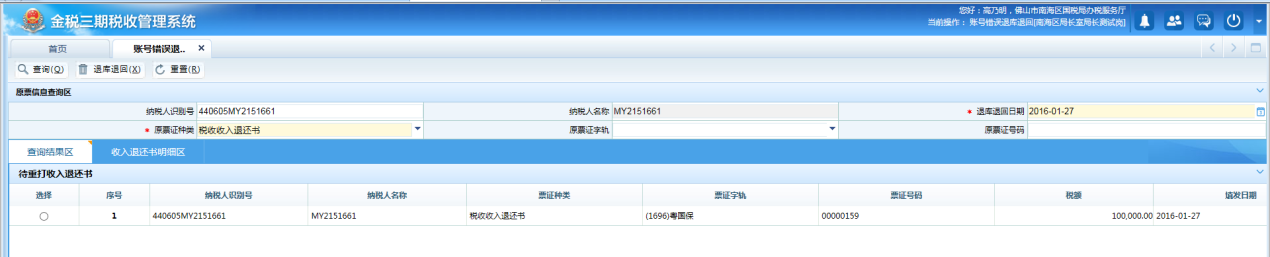 您好：高乃明，佛山市南海区国税局办税服务厅
金税三期税收管理系统
当前操作： 账号错误退库退回[南海区局长室局长测试岗]
首页 账号错误退.. ×
查询(Q) 退库退回(X) 重置(R)
原票信息查询区
纳税人识别号 440605MY2151661 纳税人名称 MY2151661 * 退库退回日期 2016-01-27
* 原票证种类 税收收入退还书 原票证字轨 原票证号码
查询结果区 收入退还书明细区
待重打收入退还书
选择 序号 纳税人识别号 纳税人名称 票证种类 票证字轨 票证号码 税额 填发日期
1 440605MY2151661 MY2151661 税收收入退还书 (1696)粤国保 00000159 100,000.00 2016-01-27